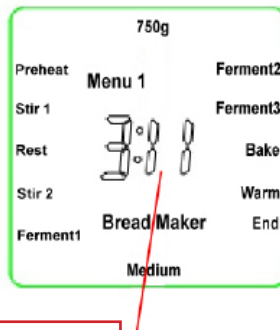 750g
Preheat
Menu 1
Ferment2
Stir 1
Ferment3
3:11
Rest
Bake
Stir 2
Warm
Bread Maker
End
Ferment1
Medium